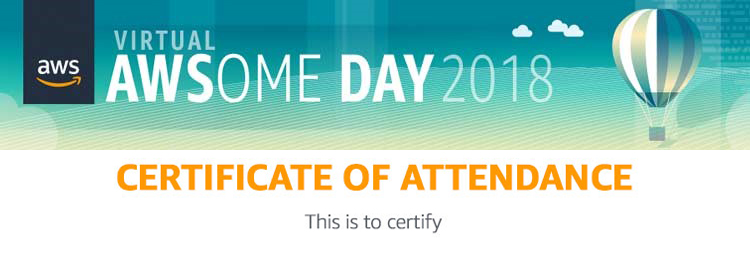 aws
VIRTUAL
AWSOME DAY 2018
CERTIFICATE OF ATTENDANCE
This is to certify